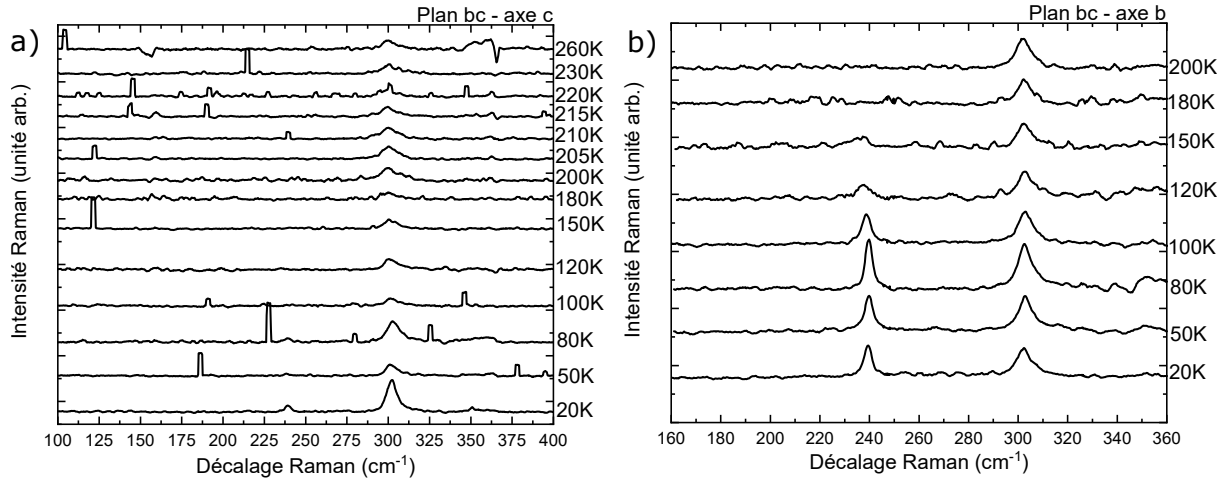 a)
Plan bc - axe c
Intensité Raman (unité arb.)
260K
230K
220K
215K
210K
205K
200K
180K
150K
120K
100K
80K
50K
20K
100 125 150 175 200 225 250 275 300 325 350 375 400
Décalage Raman (cm⁻¹)
b)
Plan bc - axe b
Intensité Raman (unité arb.)
200K
180K
150K
120K
100K
80K
50K
20K
160 180 200 220 240 260 280 300 320 340 360
Décalage Raman (cm⁻¹)